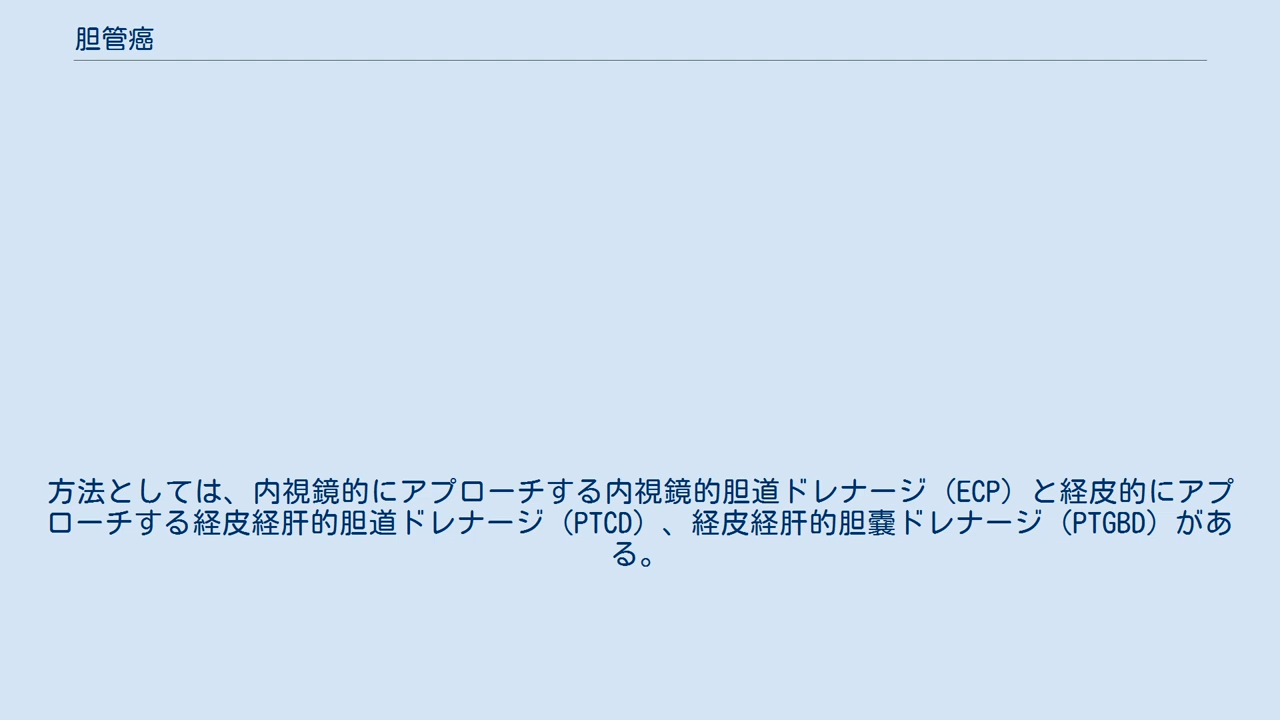 胆管癌
方法としては、内視鏡的にアプローチする内視鏡的胆道ドレナージ（ECP）と経皮的にアプ
ローチする経皮経肝的胆道ドレナージ（PTCD）、経皮経肝的胆嚢ドレナージ（PTGBD）があ
る。